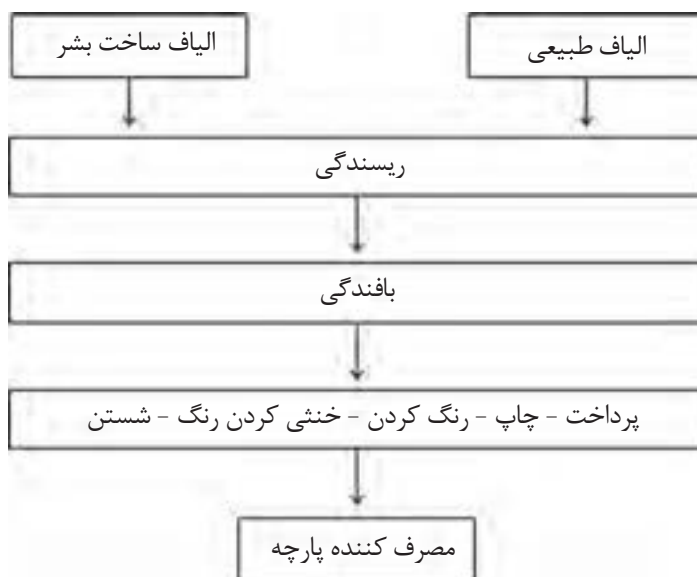 الیاف طبیعی
الیاف ساخت بشر
ریسندگی
بافندگی
پرداخت - چاپ - رنگ کردن - خنثی کردن رنگ - شستن
مصرف کننده پارچه